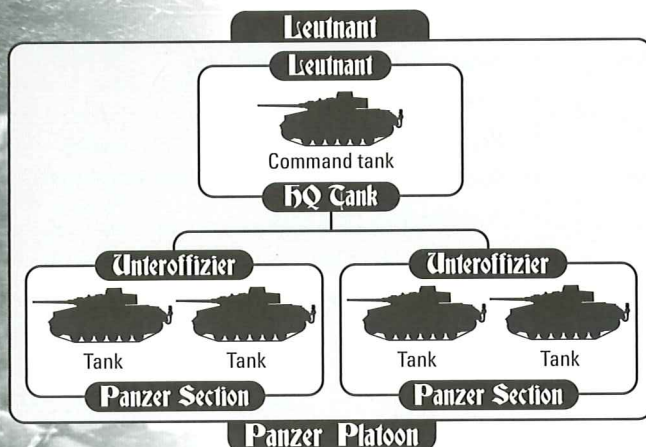 Leutnant
Leutnant
Command tank
HQ Tank
Unteroffizier
Unteroffizier
Tank
Tank
Tank
Tank
Panzer Section
Panzer Section
Panzer Platoon